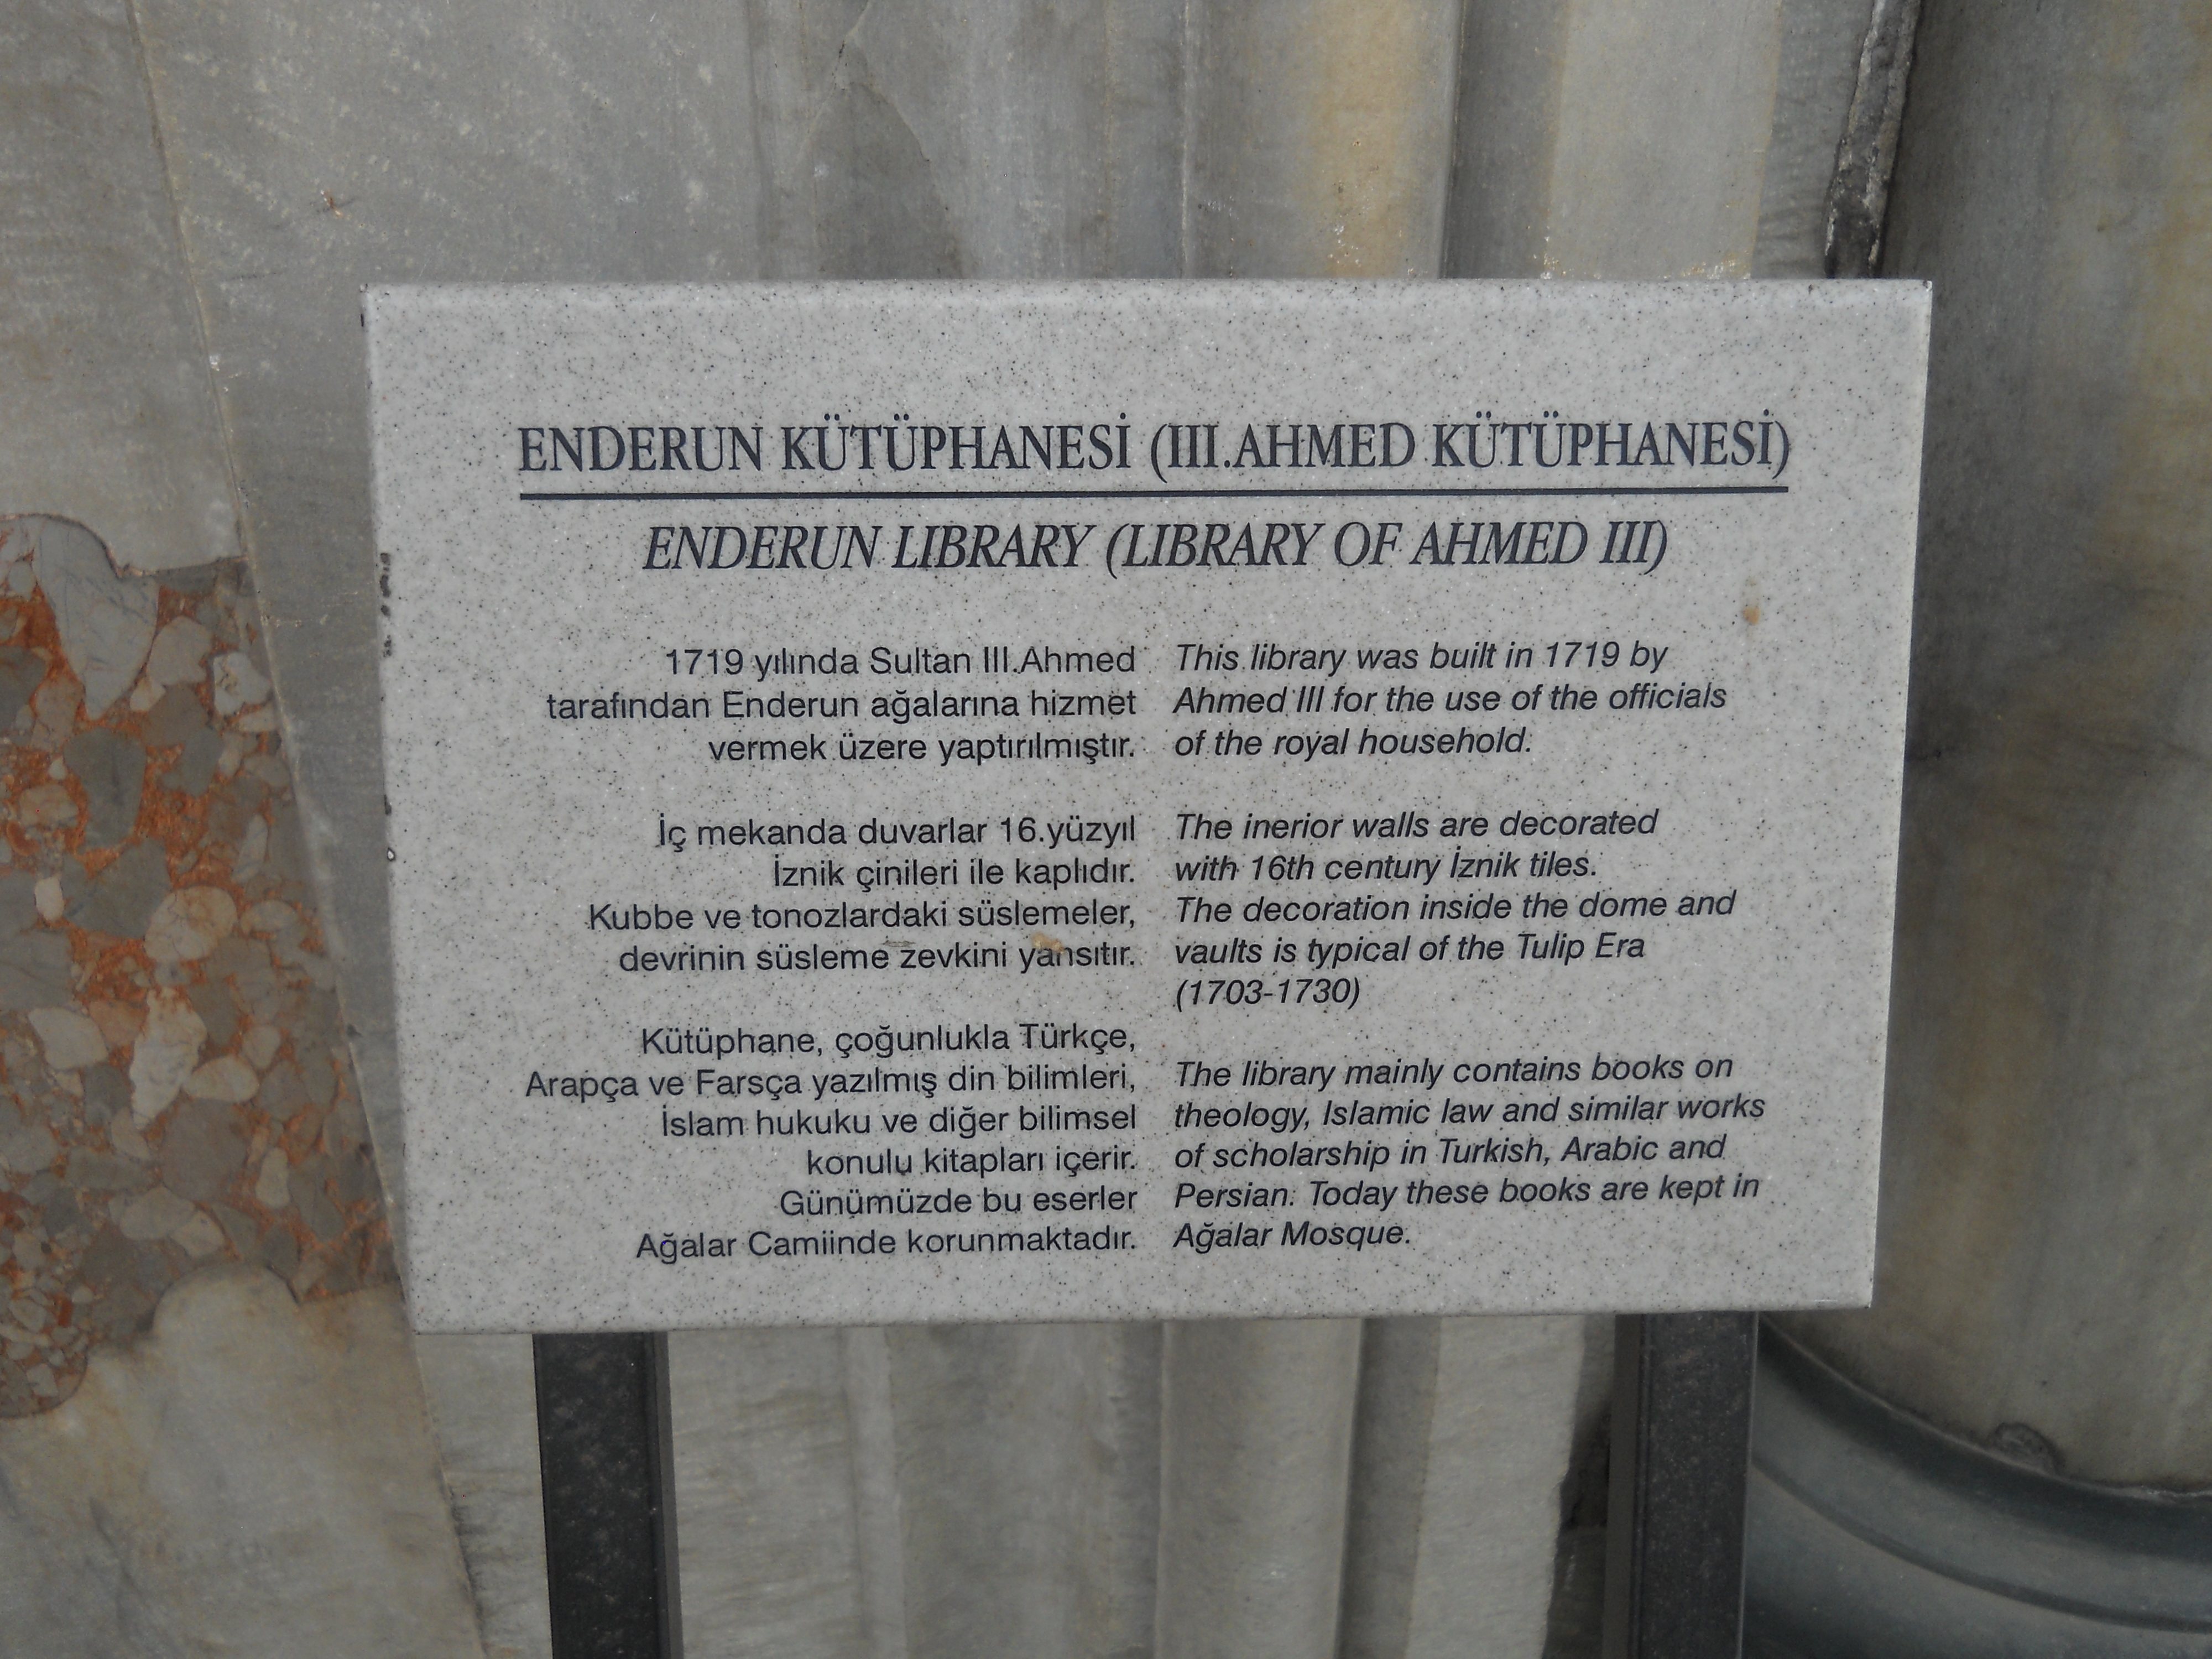 ENDERUN KÜTÜPHANESİ (III.AHMED KÜTÜPHANESİ)
ENDERUN LIBRARY (LIBRARY OF AHMED III)
1719 yılında Sultan III.Ahmed
tarafından Enderun ağalarına hizmet
vermek üzere yaptırılmıştır.
İç mekanda duvarlar 16.yüzyıl
İznik çinileri ile kaplıdır.
Kubbe ve tonozlardaki süslemeler,
devrinin süsleme zevkini yansıtır.
Kütüphane, çoğunlukla Türkçe,
Arapça ve Farsça yazılmış din bilimleri,
İslam hukuku ve diğer bilimsel
konulu kitapları içerir.
Günümüzde bu eserler
Ağalar Camiinde korunmaktadır.
This library was built in 1719 by
Ahmed III for the use of the officials
of the royal household.
The inerior walls are decorated
with 16th century İznik tiles.
The decoration inside the dome and
vaults is typical of the Tulip Era
(1703-1730)
The library mainly contains books on
theology, Islamic law and similar works
of scholarship in Turkish, Arabic and
Persian. Today these books are kept in
Ağalar Mosque.